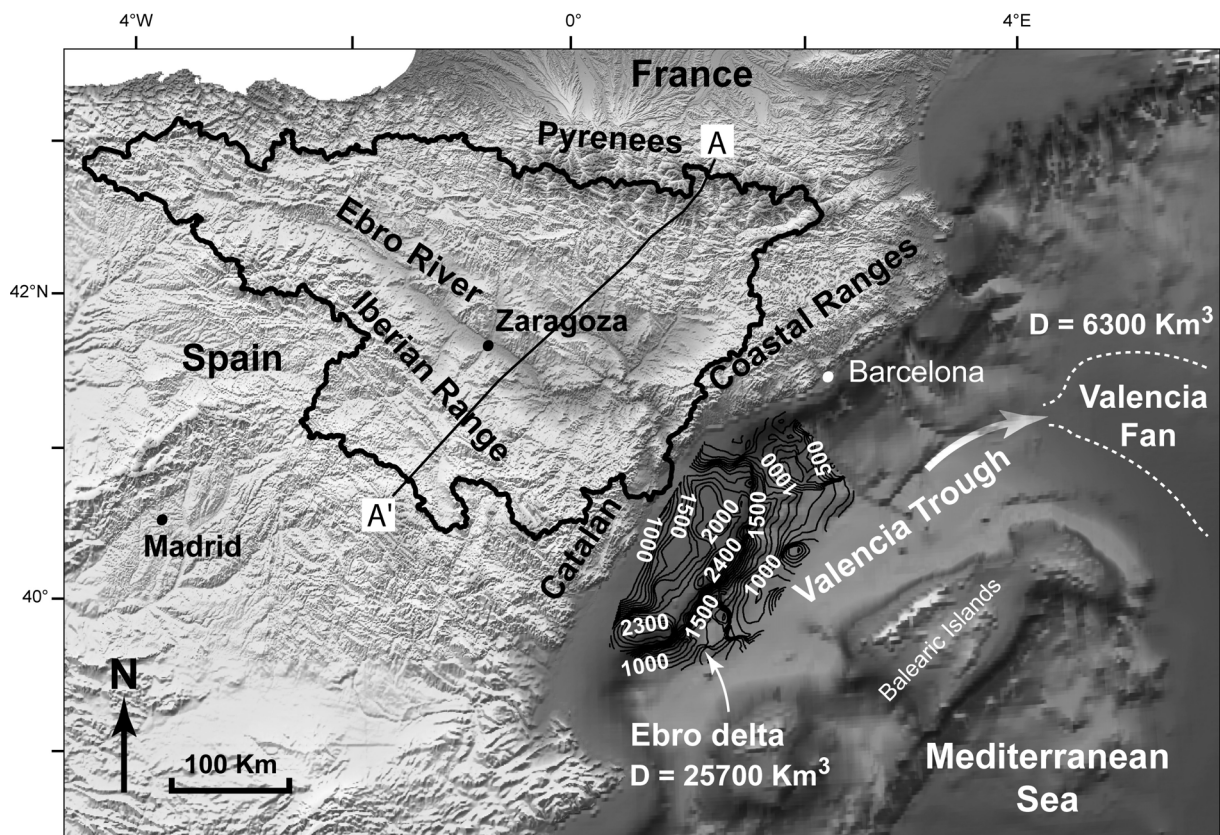 4°W
0°
4°E
France
Pyrenees
A
Ebro River
42°N
Iberian Range
Zaragoza
Coastal Ranges
D = 6300 Km³
Spain
Barcelona
Valencia
Fan
500
1000
1500
2000
1500
1000
Valencia Trough
A'
Madrid
Catalan
2400
1000
40°
2300
1500
1000
Balearic Islands
N
Ebro delta
D = 25700 Km³
100 Km
Mediterranean
Sea